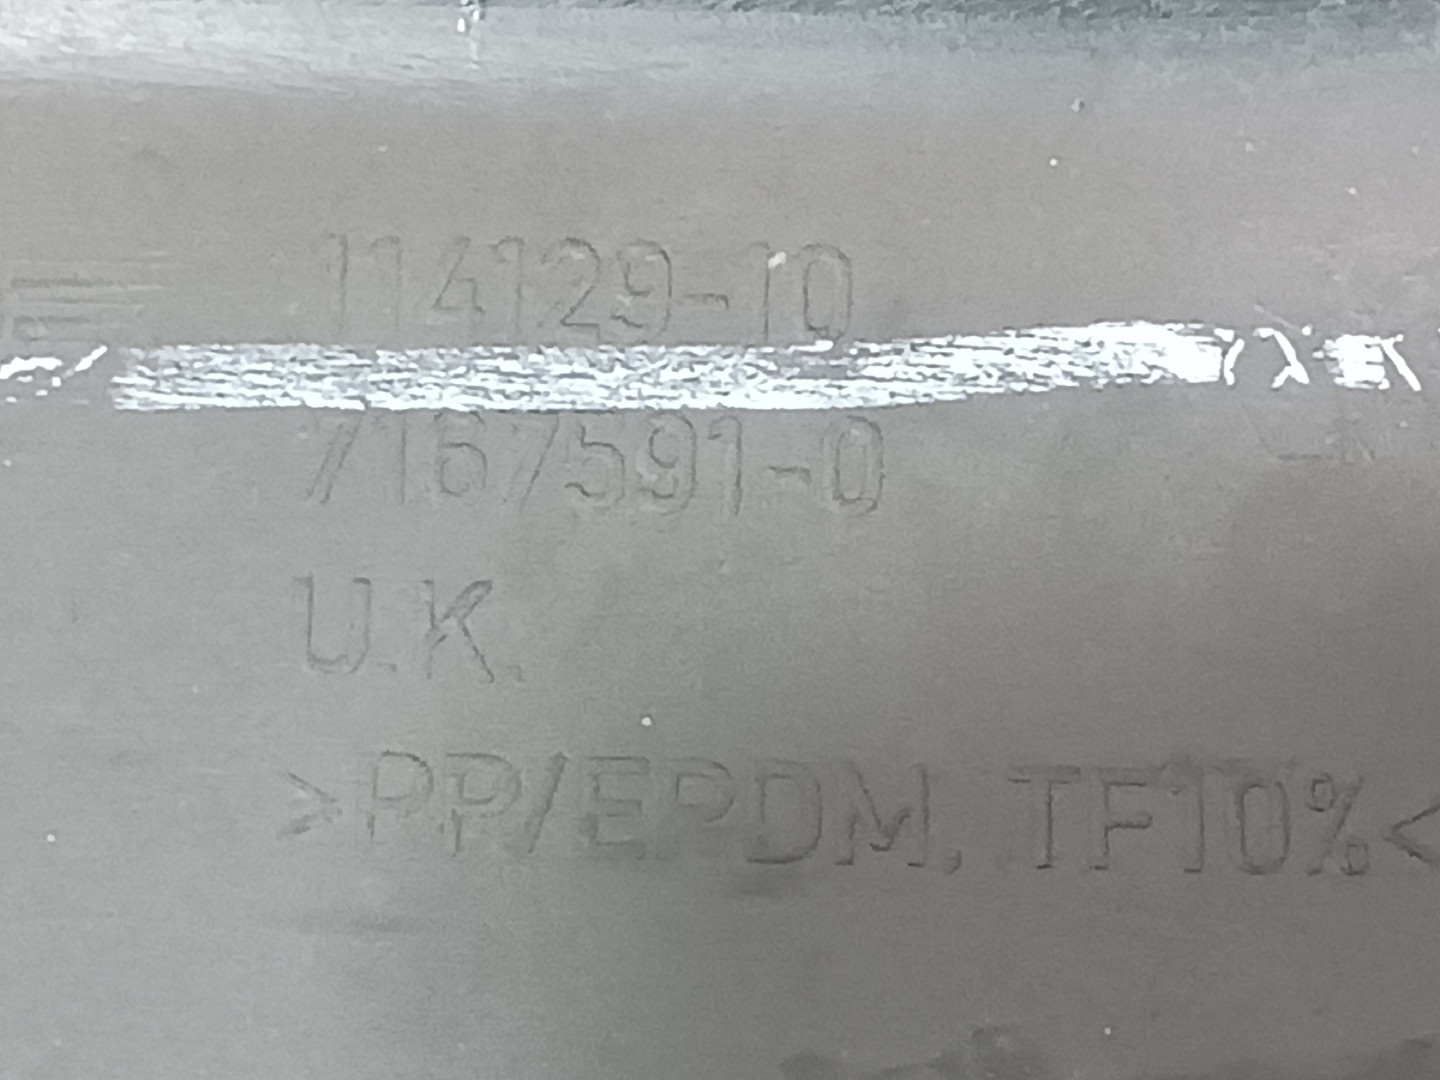 114129-10
7167591-0
U.K.
>PP/EPDM, TF10%<